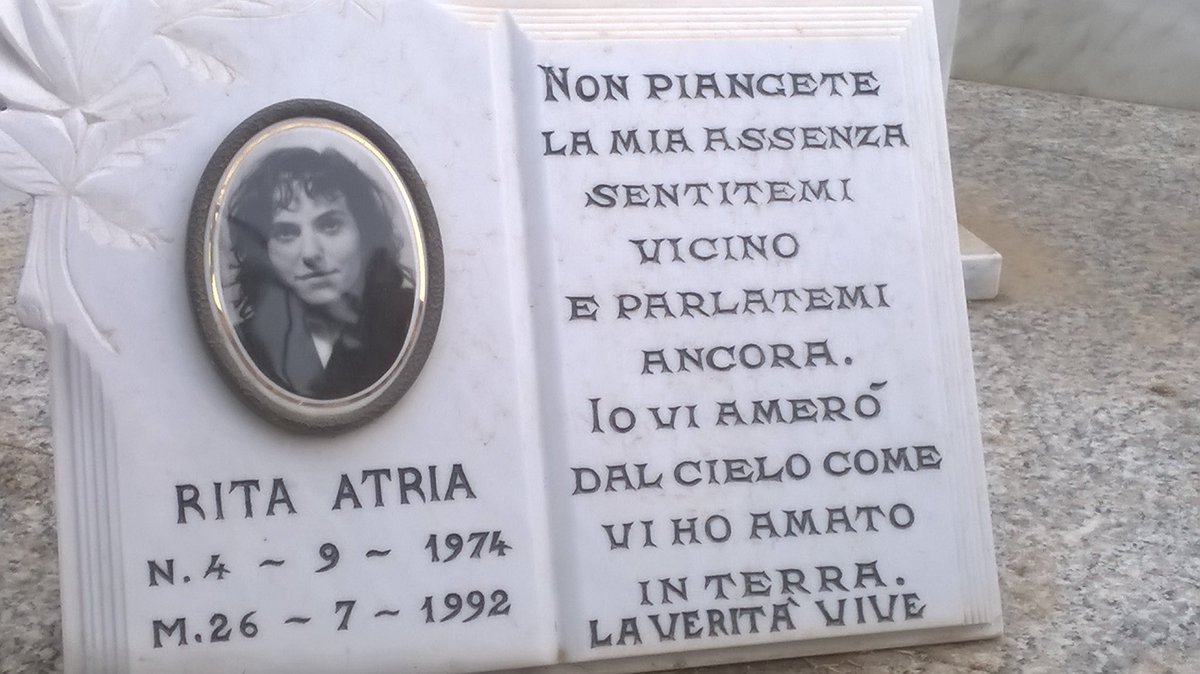 RITA ATRIA
N. 4 ~ 9 ~ 1974
M. 26 ~ 7 ~ 1992
NON PIANGETE
LA MIA ASSENZA
SENTITEMI
VICINO
E PARLATEMI
ANCORA.
IO VI AMERÒ
DAL CIELO COME
VI HO AMATO
IN TERRA.
LA VERITÀ VIVE